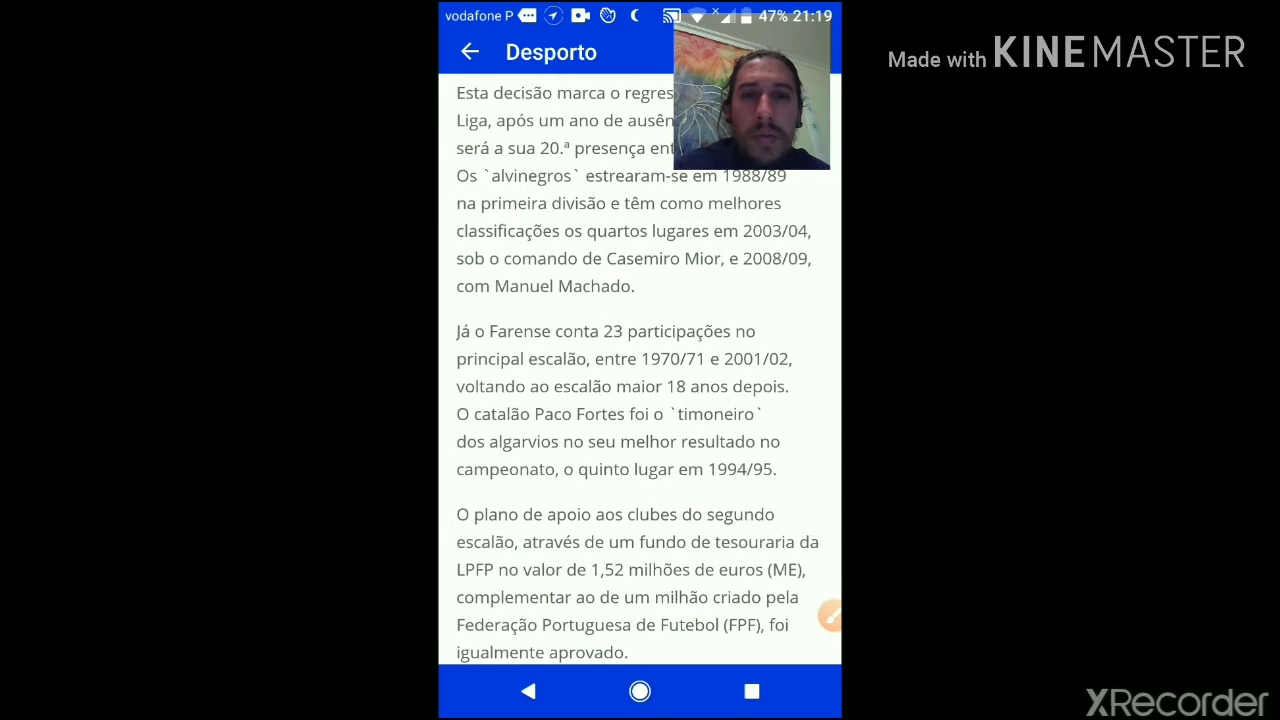 vodafone P 47% 21:19
Made with KINEMASTER
Desporto
Esta decisão marca o
Liga, após um ano de
será a sua 20.ª presença
Os `alvinegros` estrearam-se em 1988/89
na primeira divisão e têm como melhores
classificações os quartos lugares em 2003/04,
sob o comando de Casemiro Mior, e 2008/09,
com Manuel Machado.
Já o Farense conta 23 participações no
principal escalão, entre 1970/71 e 2001/02,
voltando ao escalão maior 18 anos depois.
O catalão Paco Fortes foi o `timoneiro`
dos algarvios no seu melhor resultado no
campeonato, o quinto lugar em 1994/95.
O plano de apoio aos clubes do segundo
escalão, através de um fundo de tesouraria da
LPFP no valor de 1,52 milhões de euros (ME),
complementar ao de um milhão criado pela
Federação Portuguesa de Futebol (FPF), foi
igualmente aprovado.
XRecorder